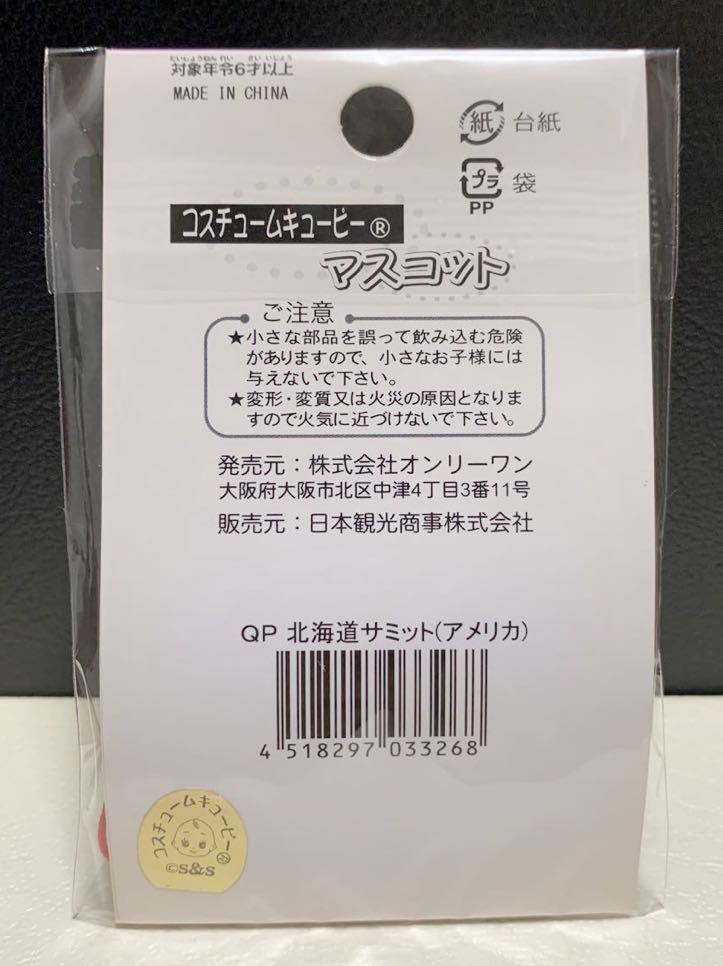 たいしょうねんれい さいいじょう
対象年令6才以上
MADE IN CHINA
紙 台紙
プラ 袋
PP
コスチュームキューピー®
マスコット
ご注意
★小さな部品を誤って飲み込む危険
がありますので、小さなお子様には
与えないで下さい。
★変形・変質又は火災の原因となりま
すので火気に近づけないで下さい。
発売元：株式会社オンリーワン
大阪府大阪市北区中津4丁目3番11号
販売元：日本観光商事株式会社
QP 北海道サミット(アメリカ)
4 518297 033268
コスチュームキューピー®
©S&S